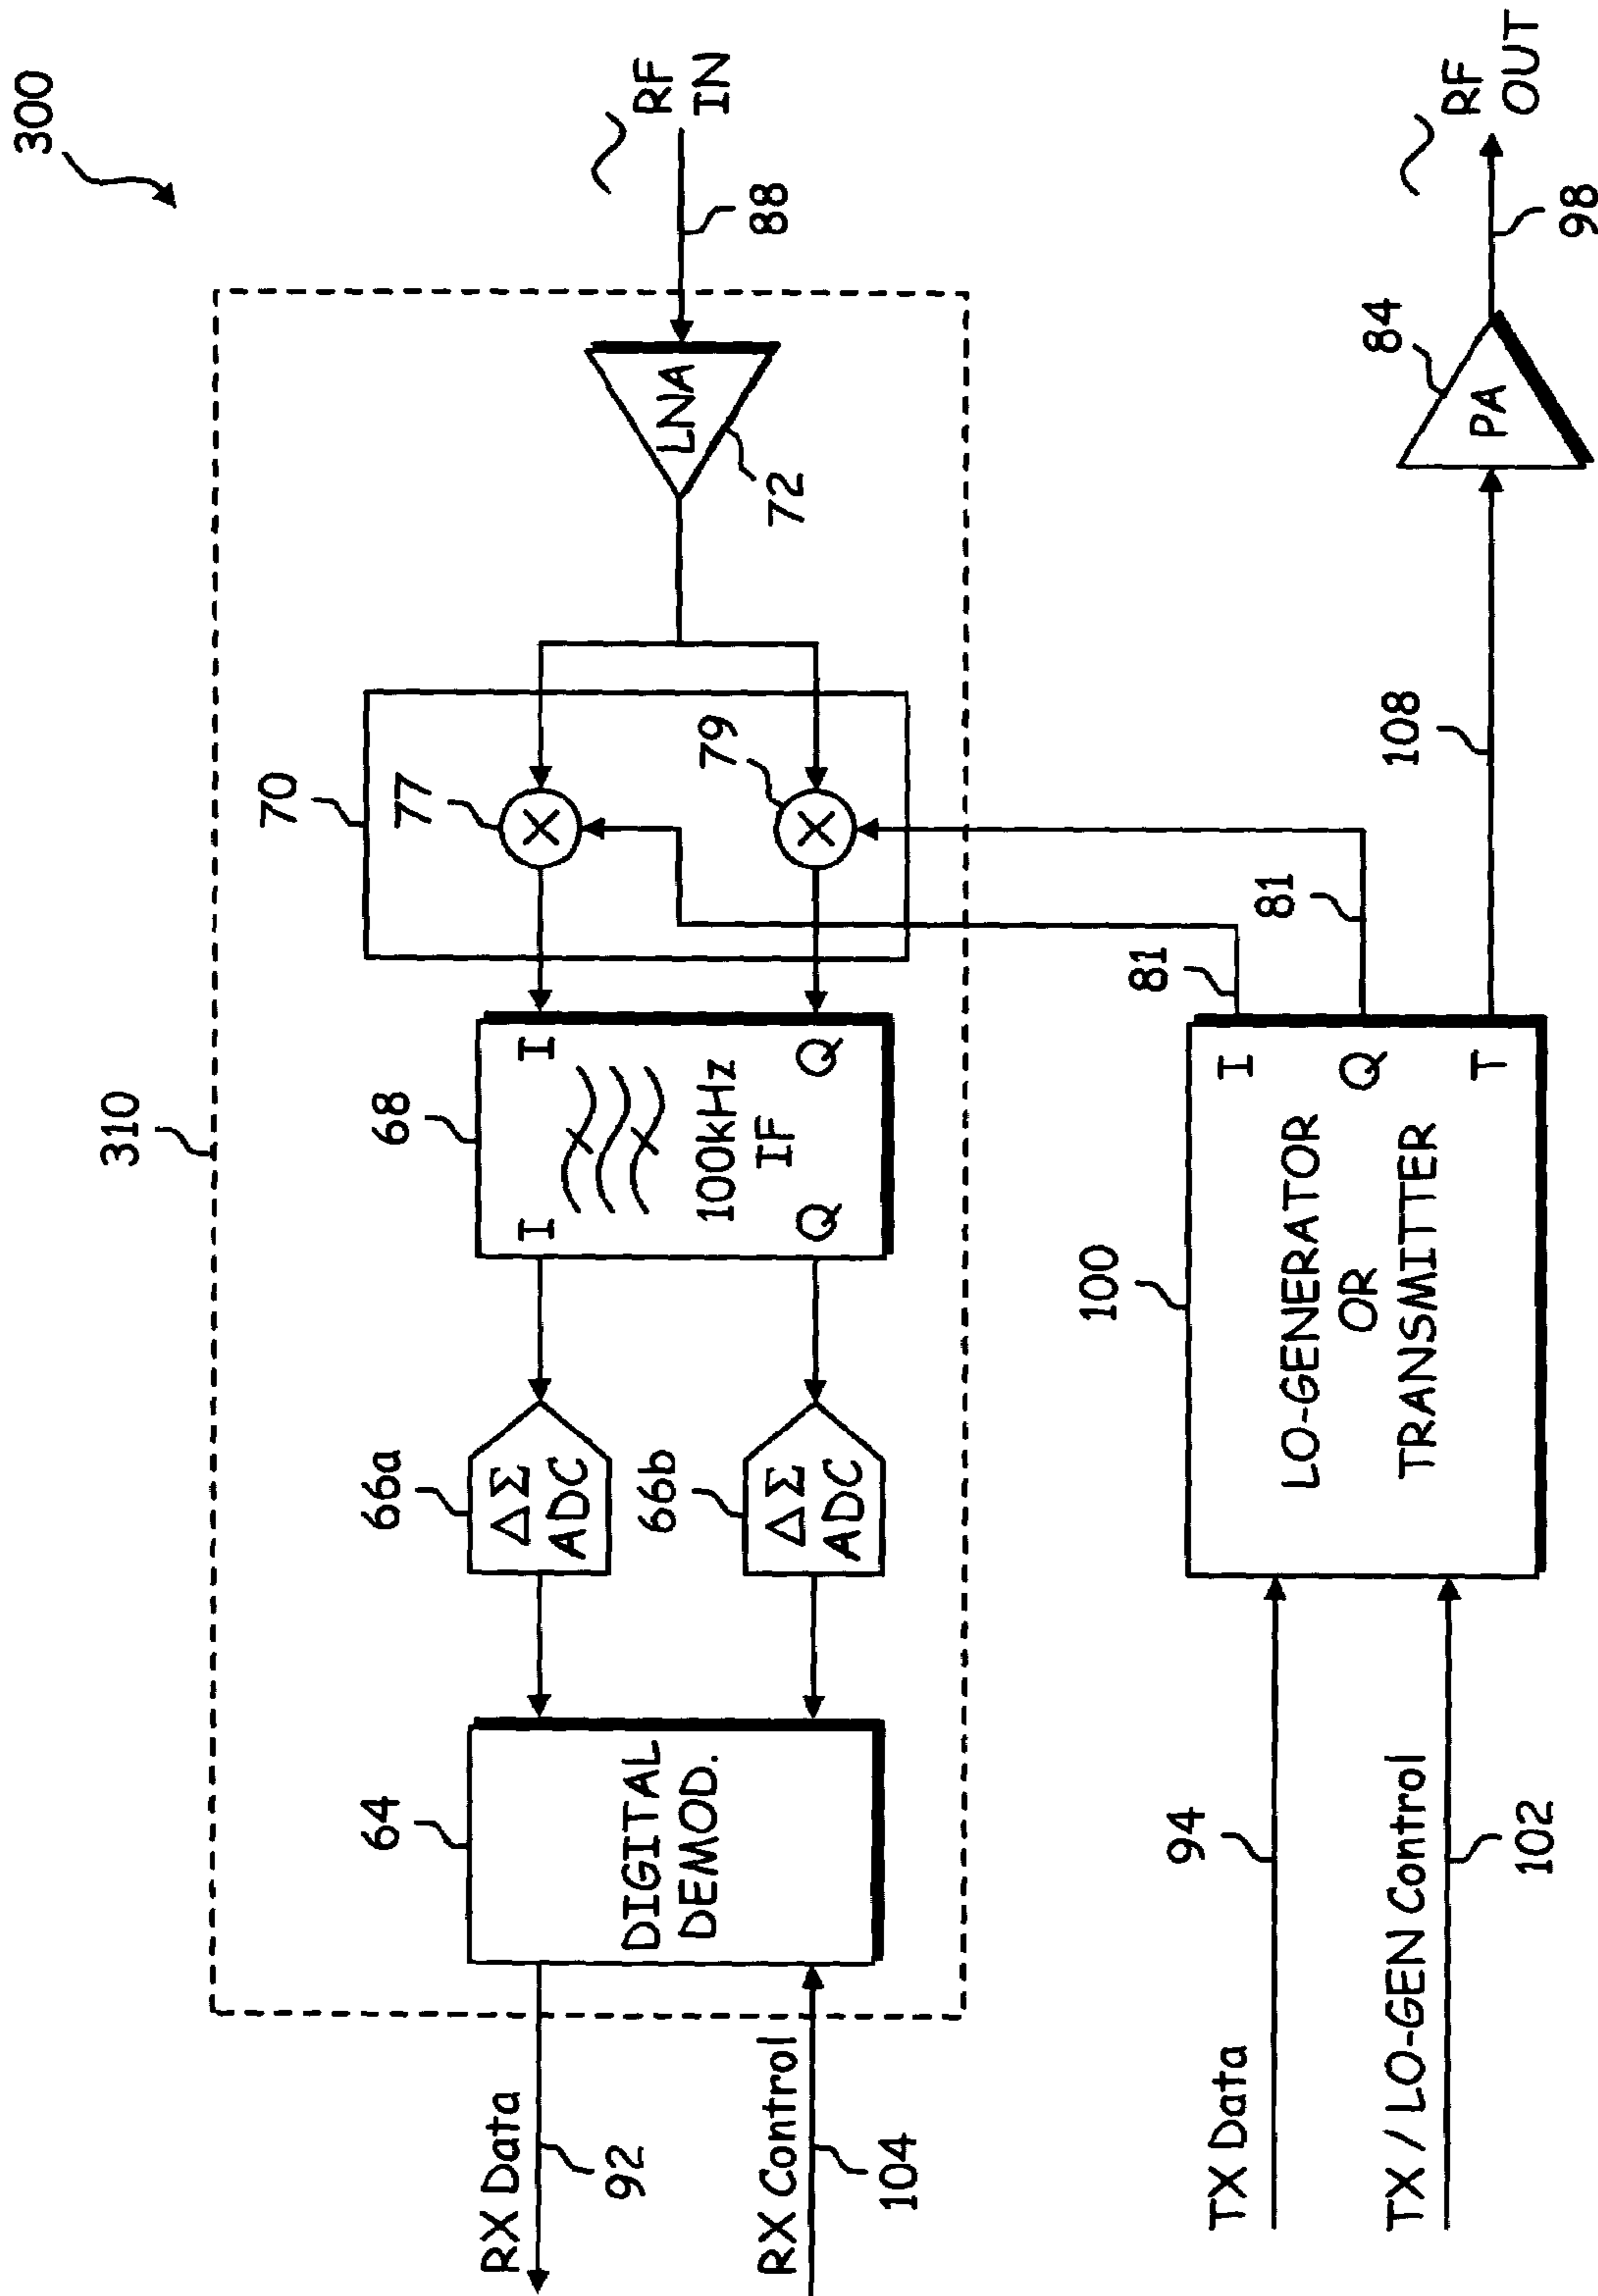 300
310
RX Data
92
RX Control
104
64
DIGITAL
DEMOD.
66a
ΔΣ
ADC
66b
ΔΣ
ADC
68
I
I
100kHz
IF
Q
Q
70
77
79
LNA
72
RF
IN
88
81
81
TX Data
94
TX / LO-GEN Control
102
100
LO-GENERATOR
OR
TRANSMITTER
I
Q
T
108
84
PA
RF
OUT
98